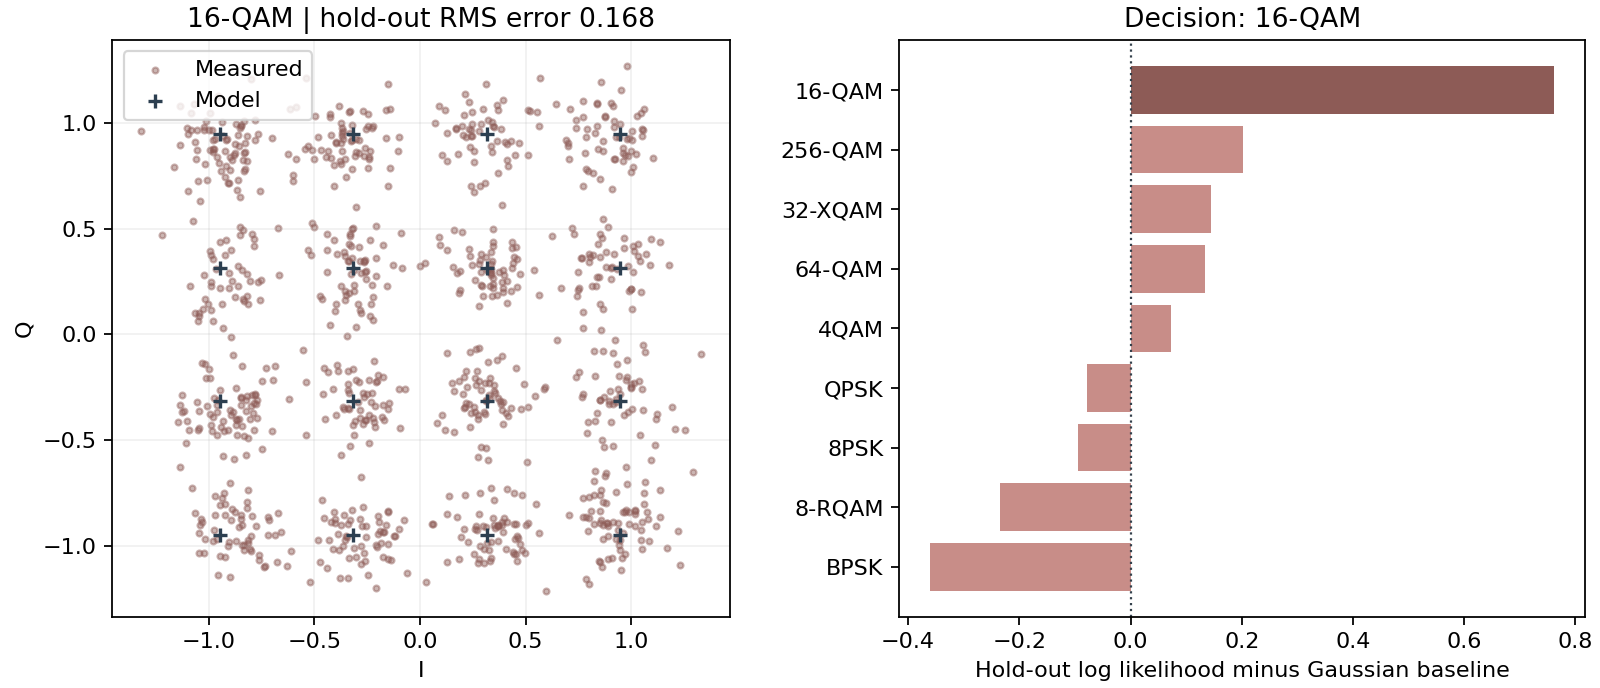 16-QAM | hold-out RMS error 0.168
Measured
Model
1.0
0.5
0.0
−0.5
−1.0
Q
−1.0
−0.5
0.0
0.5
1.0
I
Decision: 16-QAM
16-QAM
256-QAM
32-XQAM
64-QAM
4QAM
QPSK
8PSK
8-RQAM
BPSK
−0.4
−0.2
0.0
0.2
0.4
0.6
0.8
Hold-out log likelihood minus Gaussian baseline